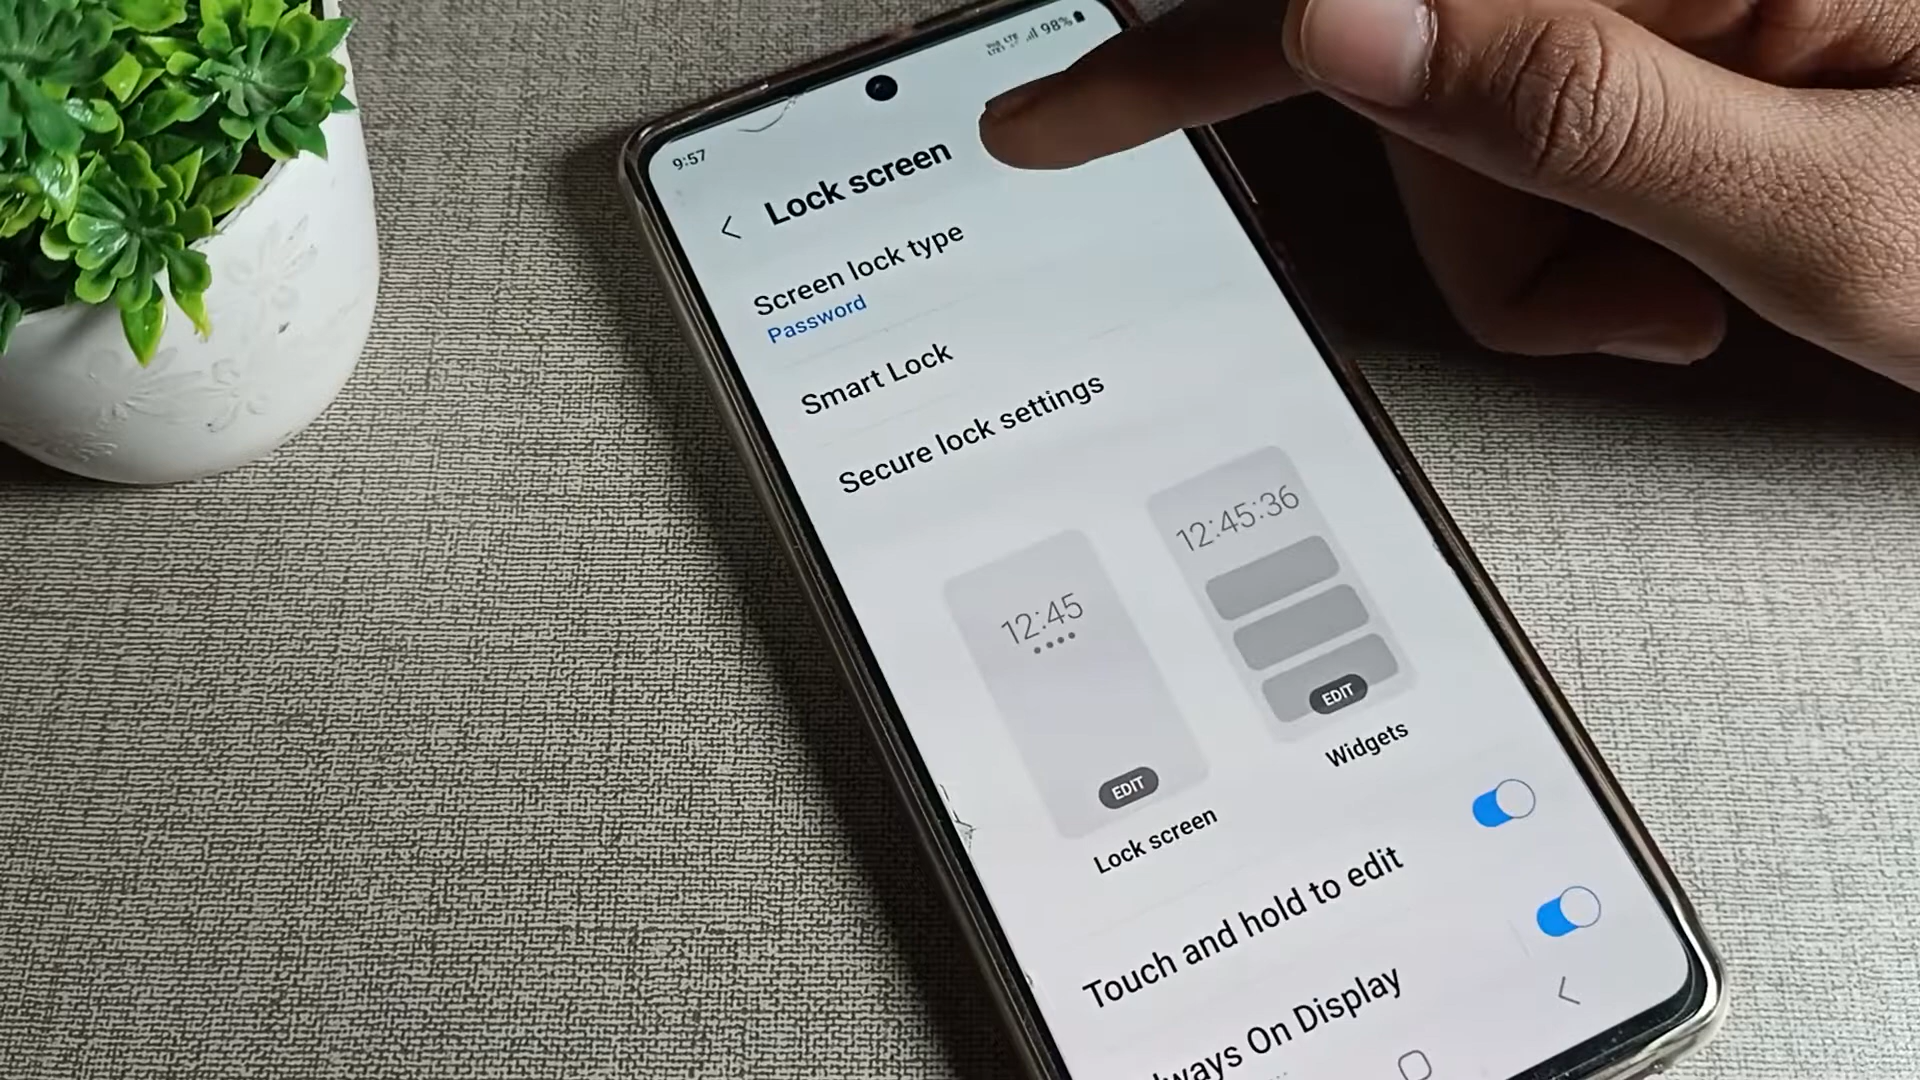 9:57
98%
Lock screen
Screen lock type
Password
Smart Lock
Secure lock settings
12:45
EDIT
Lock screen
12:45:36
EDIT
Widgets
Touch and hold to edit
lways On Display